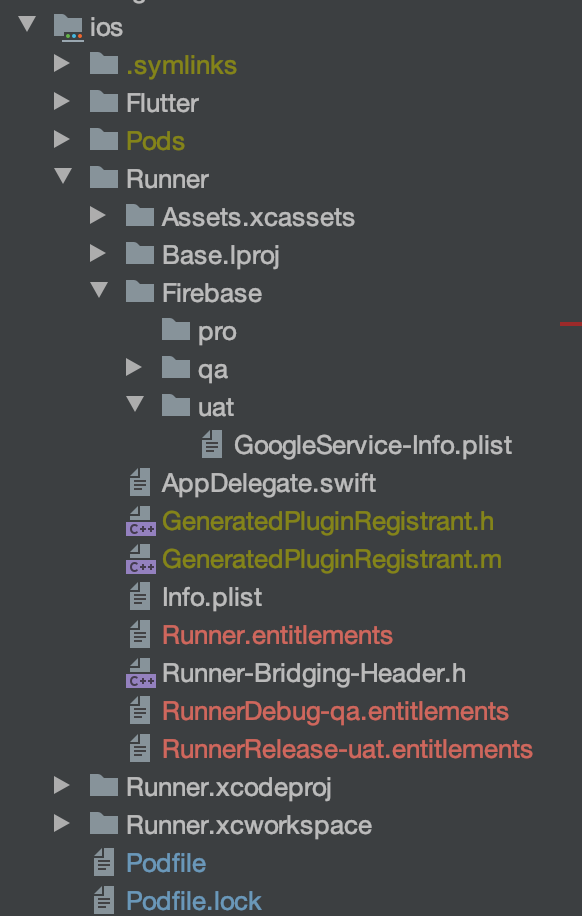 ios
.symlinks
Flutter
Pods
Runner
Assets.xcassets
Base.lproj
Firebase
pro
qa
uat
GoogleService-Info.plist
AppDelegate.swift
C++ GeneratedPluginRegistrant.h
C++ GeneratedPluginRegistrant.m
Info.plist
Runner.entitlements
C++ Runner-Bridging-Header.h
RunnerDebug-qa.entitlements
RunnerRelease-uat.entitlements
Runner.xcodeproj
Runner.xcworkspace
Podfile
Podfile.lock